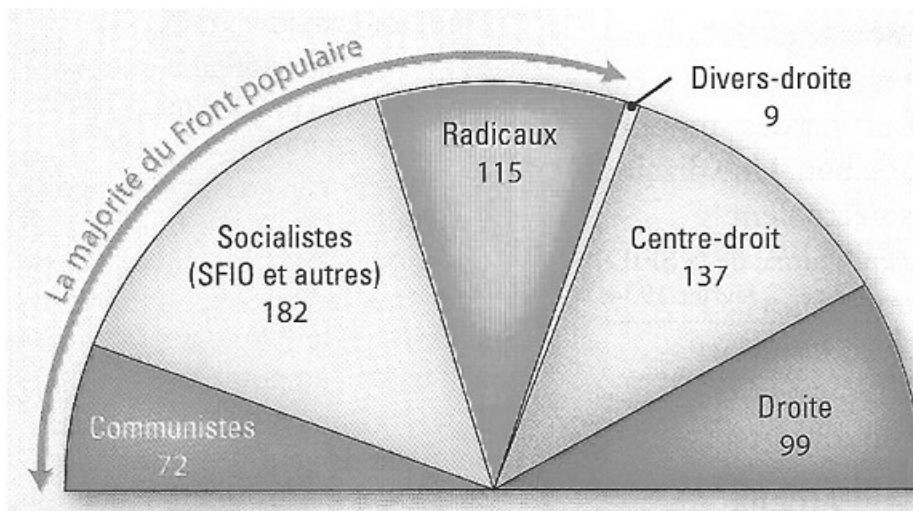 La majorité du Front populaire
Communistes
72
Socialistes
(SFIO et autres)
182
Radicaux
115
Divers-droite
9
Centre-droit
137
Droite
99